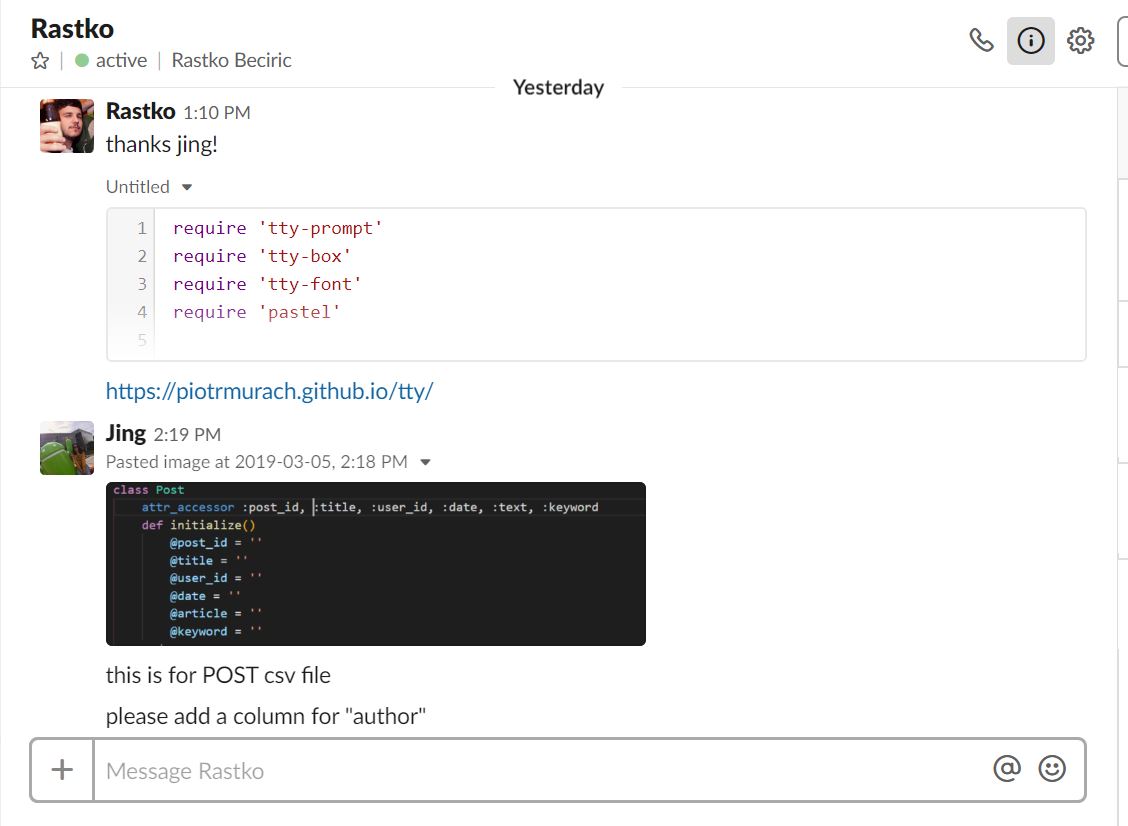 Rastko
active | Rastko Beciric
Yesterday
Rastko 1:10 PM
thanks jing!
Untitled
1 require 'tty-prompt'
2 require 'tty-box'
3 require 'tty-font'
4 require 'pastel'
5
https://piotrmurach.github.io/tty/
Jing 2:19 PM
Pasted image at 2019-03-05, 2:18 PM
class Post
attr_accessor :post_id, :title, :user_id, :date, :text, :keyword
def initialize()
@post_id = ''
@title = ''
@user_id = ''
@date = ''
@article = ''
@keyword = ''
this is for POST csv file
please add a column for "author"
+ Message Rastko @